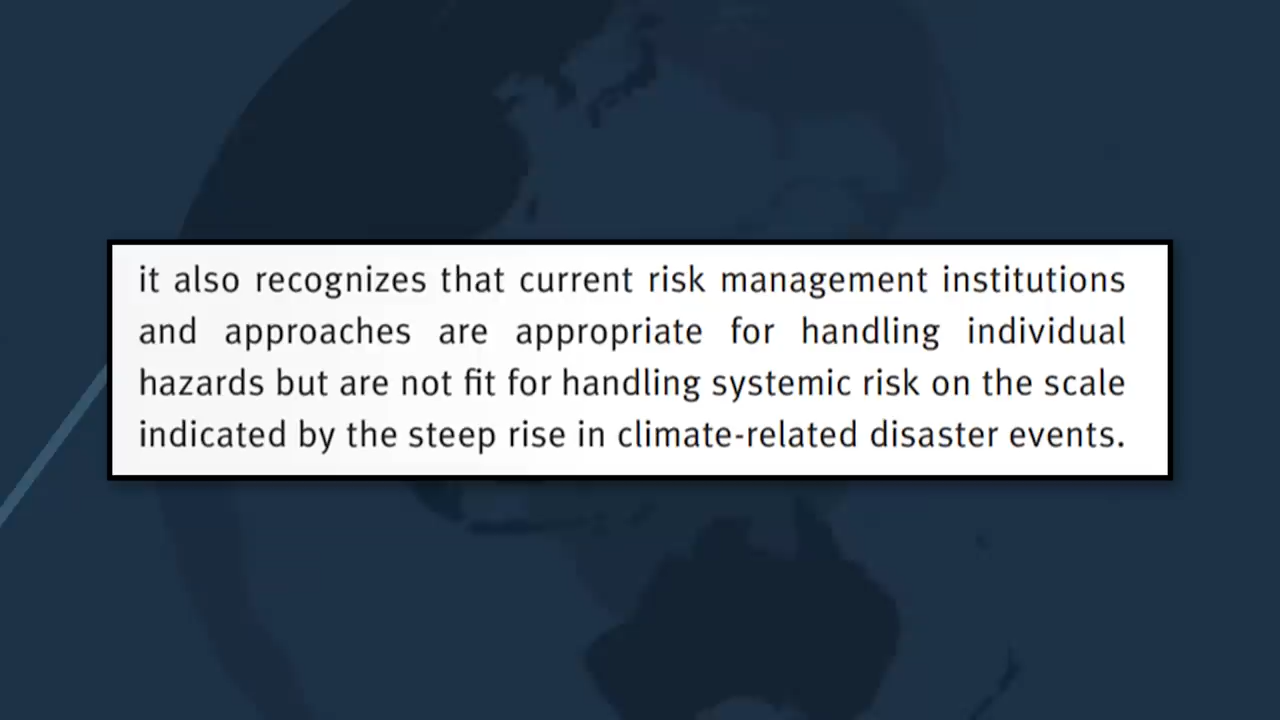 it also recognizes that current risk management institutions
and approaches are appropriate for handling individual
hazards but are not fit for handling systemic risk on the scale
indicated by the steep rise in climate-related disaster events.